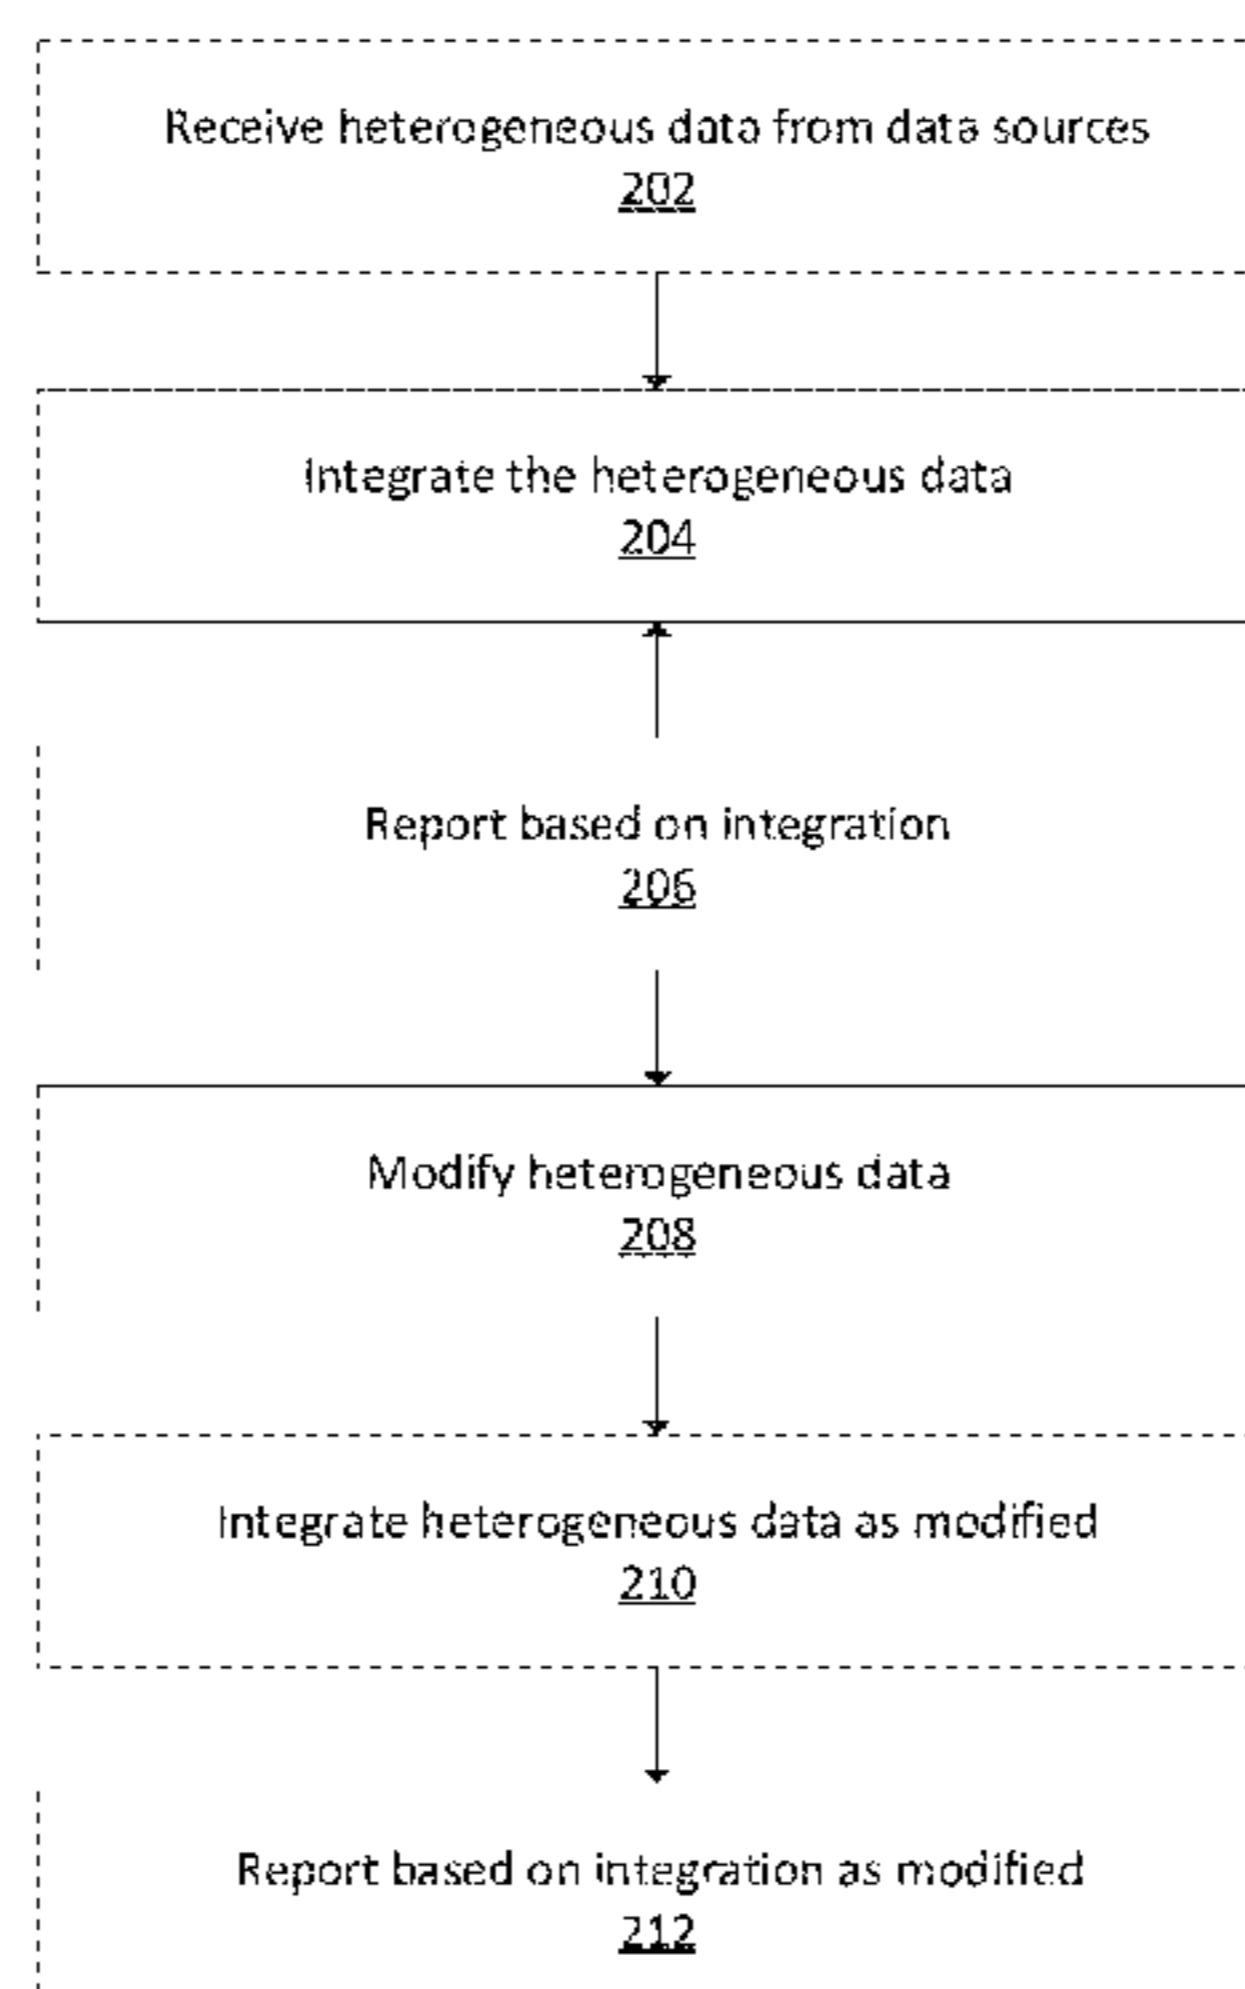 Receive heterogeneous data from data sources
202
Integrate the heterogeneous data
204
Report based on integration
206
Modify heterogeneous data
208
Integrate heterogeneous data as modified
210
Report based on integration as modified
212